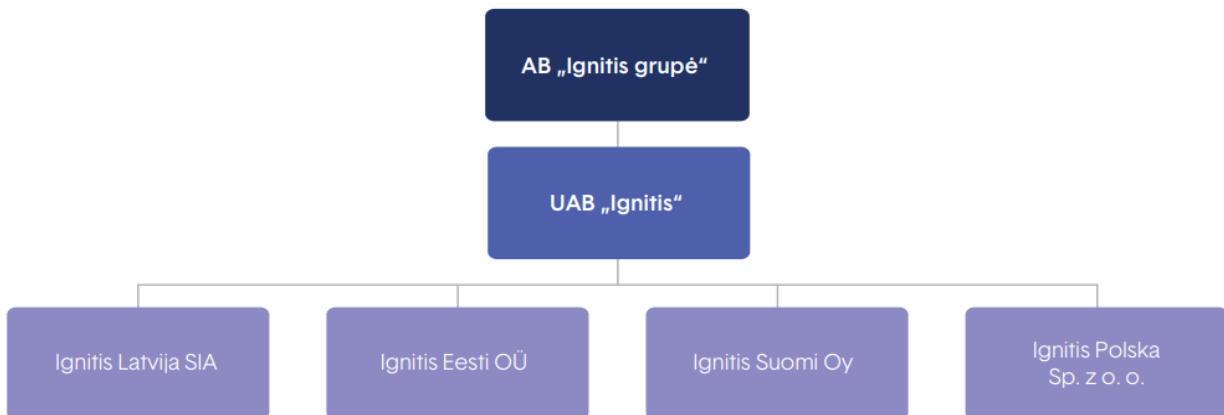 AB „Ignitis grupė“
UAB „Ignitis“
Ignitis Latvija SIA
Ignitis Eesti OÜ
Ignitis Suomi Oy
Ignitis Polska
Sp. z o. o.